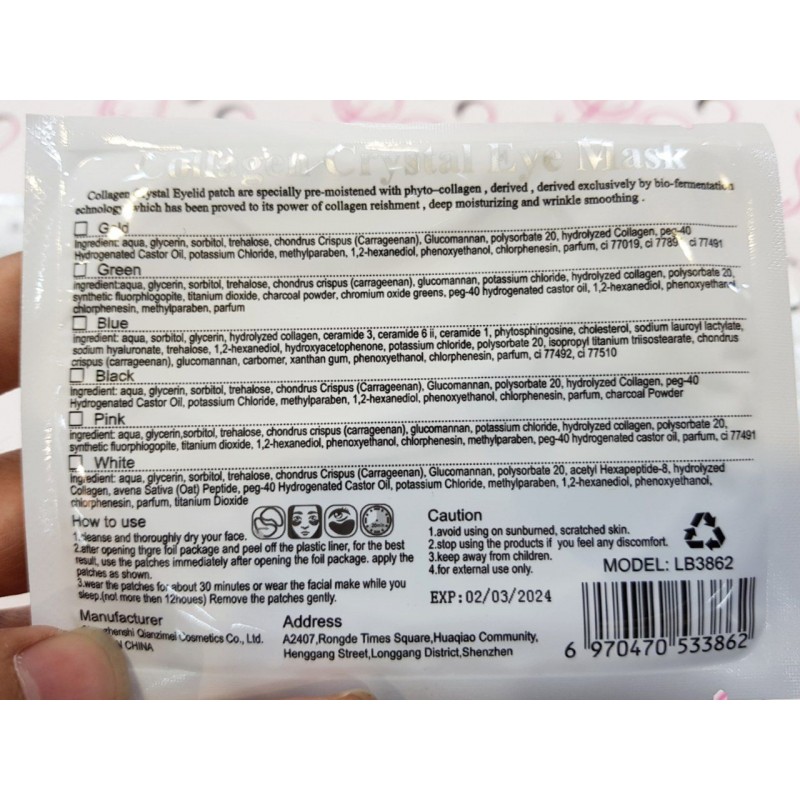 Collagen Crystal Eye Mask
Collagen Crystal Eyelid patch are specially pre-moistened with phyto-collagen , derived , derived exclusively by bio-fermentation
echnology which has been proved to its power of collagen reishment , deep moisturizing and wrinkle smoothing .
Gold
Ingredient: aqua, glycerin, sorbitol, trehalose, chondrus Crispus (Carrageenan), Glucomannan, polysorbate 20, hydrolyzed Collagen, peg-40
Hydrogenated Castor Oil, potassium Chloride, methylparaben, 1,2-hexanediol, phenoxyethanol, chlorphenesin, parfum, ci 77019, ci 7789 ci 77491
Green
ingredient:aqua, glycerin, sorbitol, trehalose, chondrus crispus (carrageenan), glucomannan, potassium chloride, hydrolyzed collagen, polysorbate 20,
synthetic fluorphlogopite, titanium dioxide, charcoal powder, chromium oxide greens, peg-40 hydrogenated castor oil, 1,2-hexanediol, phenoxyethanol
chlorphenesin, methylparaben, parfum
Blue
ingredient: aqua, sorbitol, glycerin, hydrolyzed collagen, ceramide 3, ceramide 6 ii, ceramide 1, phytosphingosine, cholesterol, sodium lauroyl lactylate,
sodium hyaluronate, trehalose, 1,2-hexanediol, hydroxyacetophenone, potassium chloride, polysorbate 20, isopropyl titanium triisostearate, chondrus
crispus (carrageenan), glucomannan, carbomer, xanthan gum, phenoxyethanol, chlorphenesin, parfum, ci 77492, ci 77510
Black
Ingredient: aqua, glycerin, sorbitol, trehalose, chondrus Crispus (Carrageenan), Glucomannan, polysorbate 20, hydrolyzed Collagen, peg-40
Hydrogenated Castor Oil, potassium Chloride, methylparaben, 1,2-hexanediol, phenoxyethanol, chlorphenesin, parfum, charcoal Powder
Pink
ingredient: aqua, glycerin,sorbitol, trehalose, chondrus crispus (carrageenan), glucomannan, potassium chloride, hydrolyzed collagen, polysorbate 20,
synthetic fluorphlogopite, titanium dioxide, 1,2-hexanediol, phenoxyethanol, chlorphenesin, methylparaben, peg-40 hydrogenated castor oil, parfum, ci 77491
White
Ingredient: aqua, glycerin, sorbitol, trehalose, chondrus Crispus (Carrageenan), Glucomannan, polysorbate 20, acetyl Hexapeptide-8, hydrolyzed
Collagen, avena Sativa (Oat) Peptide, peg-40 Hydrogenated Castor Oil, potassium Chloride, methylparaben, 1,2-hexanediol, phenoxyethanol,
chlorphenesin, parfum, titanium Dioxide
How to use
1.cleanse and thoroughly dry your face.
2.after opening thgre foil package and peel off the plastic liner, for the best
result, use the patches immediately after opening the foil package. apply the
patches as shown.
3.wear the patches for about 30 minutes or wear the facial make while you
sleep.(not more then 12houes) Remove the patches gently.
Caution
1.avoid using on sunburned, scratched skin.
2.stop using the products if you feel any discomfort.
3.keep away from children.
4.for external use only.
EXP:02/03/2024
MODEL: LB3862
Manufacturer
Qianzimei Cosmetics Co., Ltd.
CHINA
Address
A2407,Rongde Times Square,Huaqiao Community,
Henggang Street,Longgang District,Shenzhen
6 970470 533862